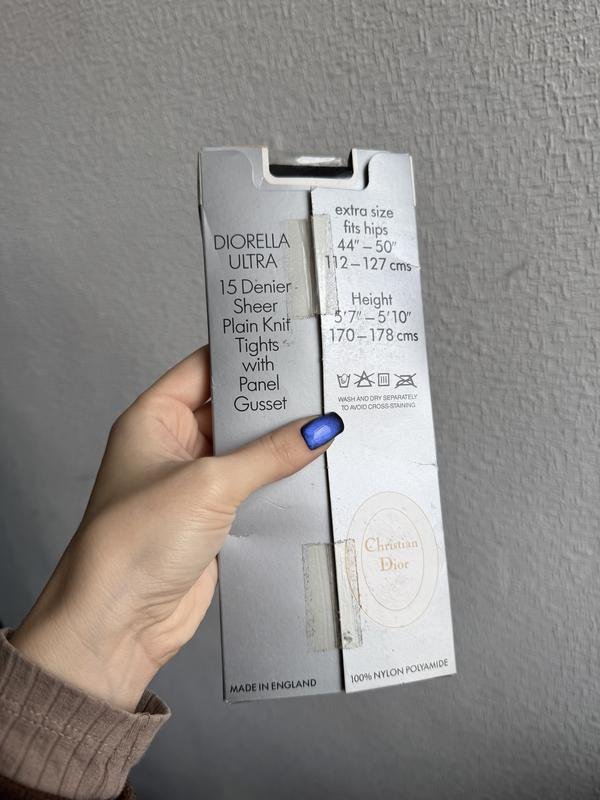 DIORELLA
ULTRA
15 Denier
Sheer
Plain Knit
Tights
with
Panel
Gusset
MADE IN ENGLAND
extra size
fits hips
44" – 50"
112 – 127 cms
Height
5'7" – 5'10"
170 – 178 cms
WASH AND DRY SEPARATELY
TO AVOID CROSS-STAINING
Christian
Dior
100% NYLON POLYAMIDE